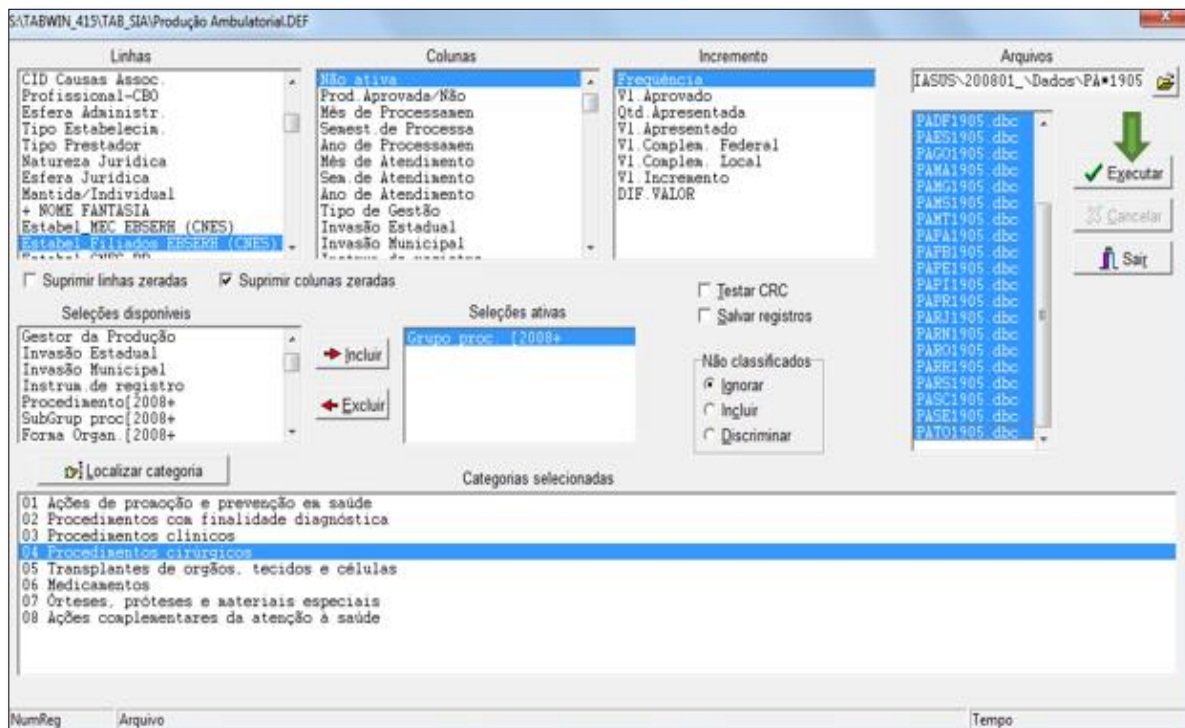 S:\TABWIN_415\TAB_SIA\Produção Ambulatorial.DEF
Linhas
CID Causas Assoc.
Profissional-CBO
Esfera Administr.
Tipo Estabelecim.
Tipo Prestador
Natureza Jurídica
Esfera Jurídica
Mantida/Individual
+ NOME FANTASIA
Estabel_MEC EBSERH (CNES)
Estabel_Filiados EBSERH (CNES)
Colunas
Não ativa
Prod.Aprovada/Não
Mês de Processamen
Semest.de Processa
Ano de Processamen
Mês de Atendimento
Sem.de Atendimento
Ano de Atendimento
Tipo de Gestão
Invasão Estadual
Invasão Municipal
Instrum.de registro
Incremento
Freqüência
Vl.Aprovado
Qtd.Apresentada
Vl.Apresentado
Vl.Complem. Federal
Vl.Complem. Local
Vl.Incremento
DIF.VALOR
Arquivos
IASUS\200801_\Dados\PA*1905
PADF1905.dbc
PAES1905.dbc
PAGO1905.dbc
PAMA1905.dbc
PAMG1905.dbc
PAMS1905.dbc
PAMT1905.dbc
PAPA1905.dbc
PAPB1905.dbc
PAPE1905.dbc
PAPI1905.dbc
PAPR1905.dbc
PARJ1905.dbc
PARN1905.dbc
PARO1905.dbc
PARR1905.dbc
PARS1905.dbc
PASC1905.dbc
PASE1905.dbc
PATO1905.dbc
Executar
Cancelar
Sair
Suprimir linhas zeradas
Suprimir colunas zeradas
Seleções disponíveis
Gestor da Produção
Invasão Estadual
Invasão Municipal
Instrum.de registro
Procedimento[2008+
SubGrup proc[2008+
Forma Organ.[2008+
Incluir
Excluir
Seleções ativas
Grupo proc. [2008+
Testar CRC
Salvar registros
Não classificados
Ignorar
Incluir
Discriminar
Localizar categoria
Categorias selecionadas
01 Ações de promoção e prevenção em saúde
02 Procedimentos com finalidade diagnóstica
03 Procedimentos clínicos
04 Procedimentos cirúrgicos
05 Transplantes de orgãos, tecidos e células
06 Medicamentos
07 Órteses, próteses e materiais especiais
08 Ações complementares da atenção à saúde
NumReg
Arquivo
Tempo